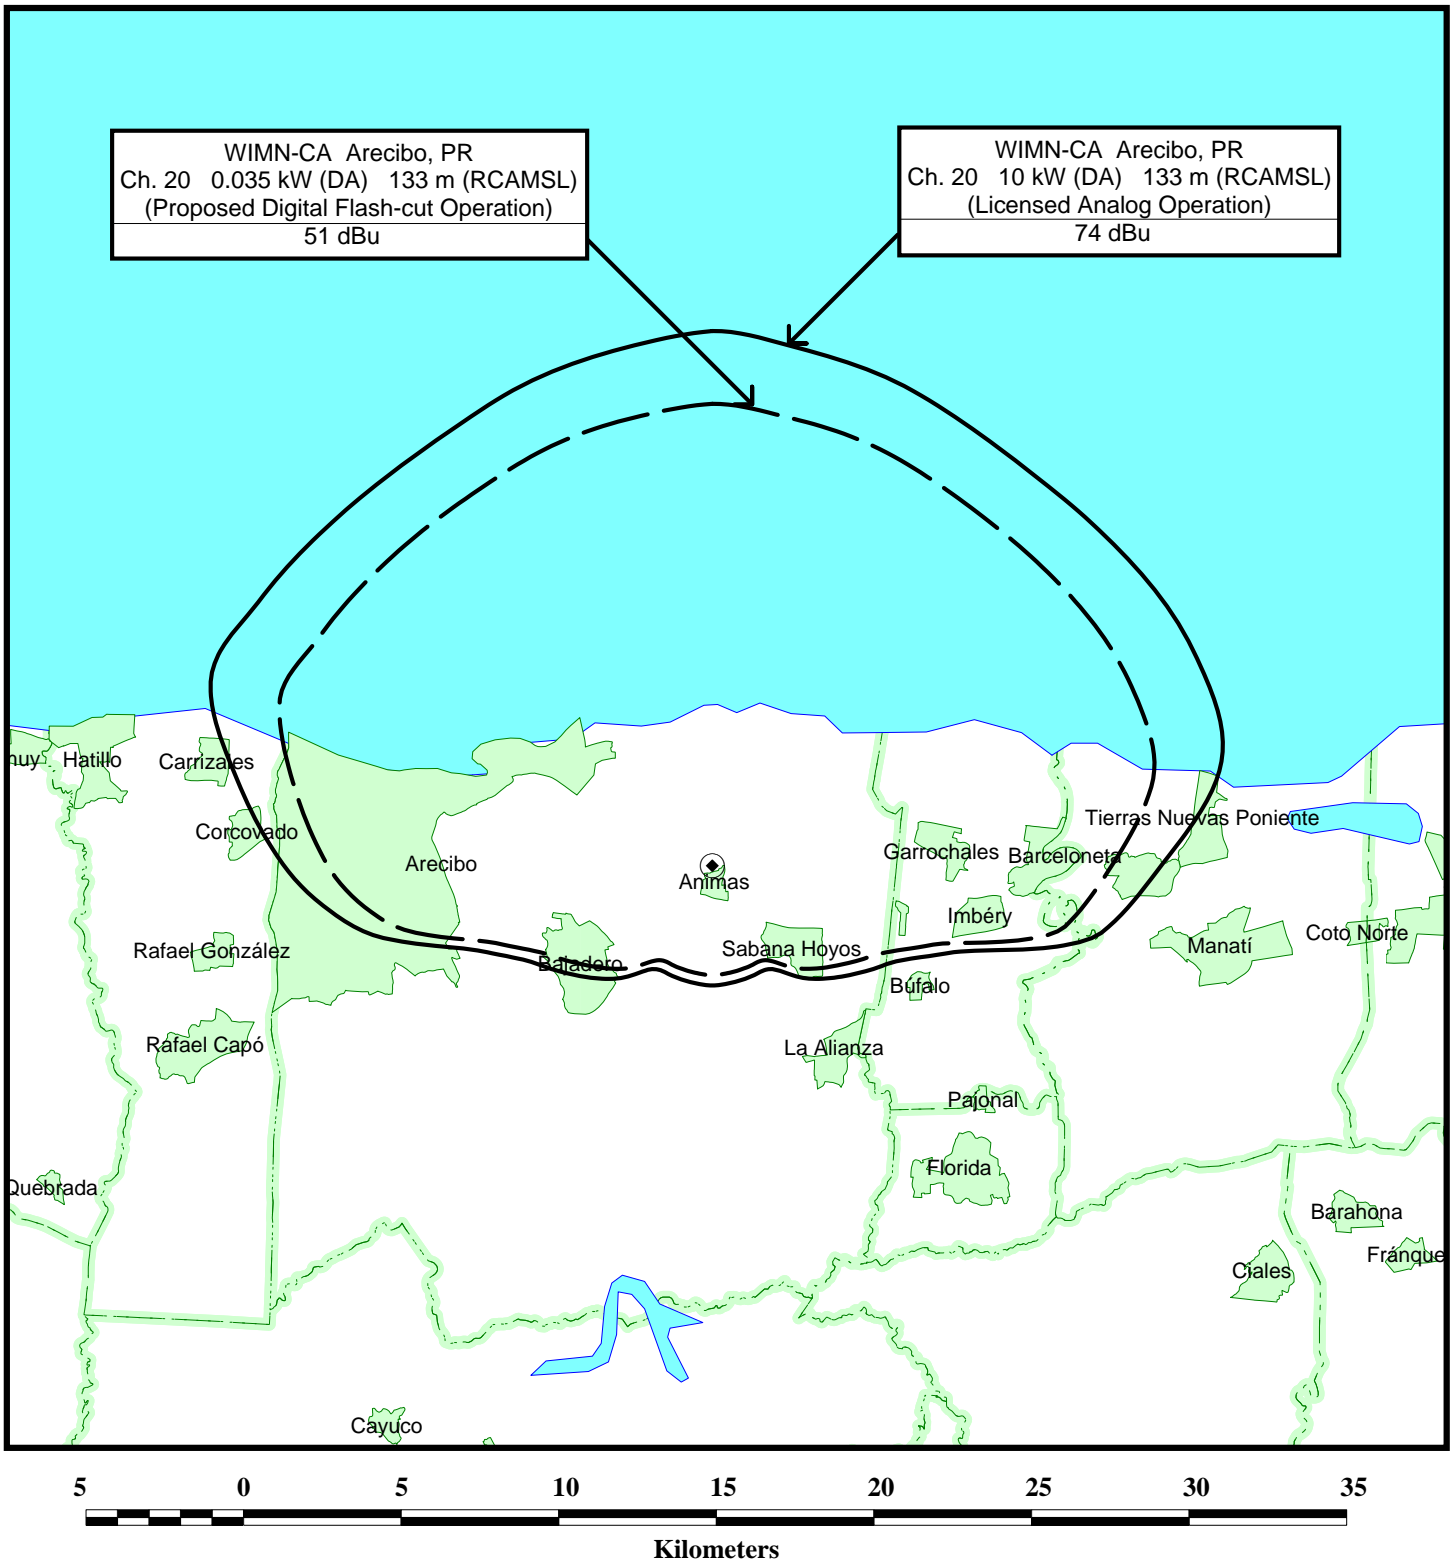 WIMN-CA Arecibo, PR
Ch. 20 0.035 kW (DA) 133 m (RCAMSL)
(Proposed Digital Flash-cut Operation)
51 dBu
WIMN-CA Arecibo, PR
Ch. 20 10 kW (DA) 133 m (RCAMSL)
(Licensed Analog Operation)
74 dBu
nuy
Hatillo
Carrizales
Corcovado
Arecibo
Animas
Garrochales
Barceloneta
Tierras Nuevas Poniente
Imbéry
Rafael González
Bajadero
Sabana Hoyos
Búfalo
Manatí
Coto Norte
Rafael Capó
La Alianza
Pajonal
Florida
Quebrada
Barahona
Fránque
Ciales
Cayuco
5 0 5 10 15 20 25 30 35
Kilometers